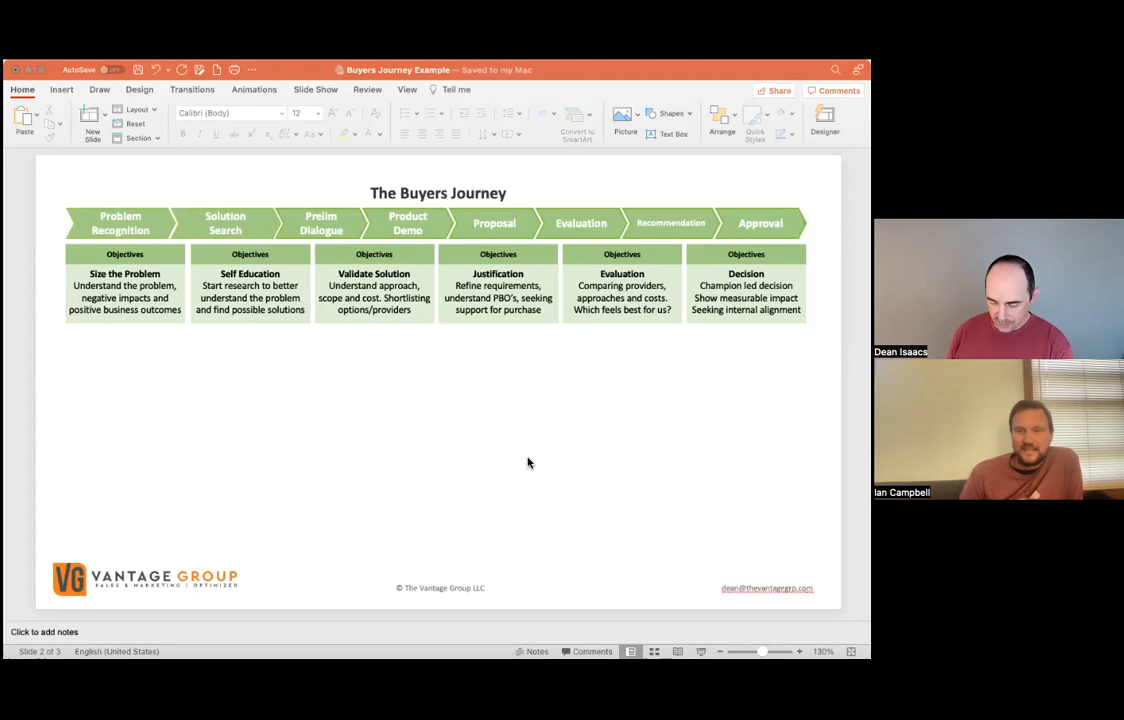 AutoSave OFF
Buyers Journey Example — Saved to my Mac
Home Insert Draw Design Transitions Animations Slide Show Review View Tell me
Share Comments
Paste
New Slide
Layout
Reset
Section
Calibri (Body) 12
Convert to SmartArt
Picture
Shapes
Text Box
Arrange
Quick Styles
Designer
The Buyers Journey
Problem Recognition
Solution Search
Prelim Dialogue
Product Demo
Proposal
Evaluation
Recommendation
Approval
Objectives
Size the Problem
Understand the problem,
negative impacts and
positive business outcomes
Objectives
Self Education
Start research to better
understand the problem
and find possible solutions
Objectives
Validate Solution
Understand approach,
scope and cost. Shortlisting
options/providers
Objectives
Justification
Refine requirements,
understand PBO's, seeking
support for purchase
Objectives
Evaluation
Comparing providers,
approaches and costs.
Which feels best for us?
Objectives
Decision
Champion led decision
Show measurable impact
Seeking internal alignment
Dean Isaacs
Ian Campbell
VG VANTAGE GROUP
SALES & MARKETING | OPTIMIZED
© The Vantage Group LLC
dean@thevantagegrp.com
Click to add notes
Slide 2 of 3 English (United States)
Notes Comments 130%